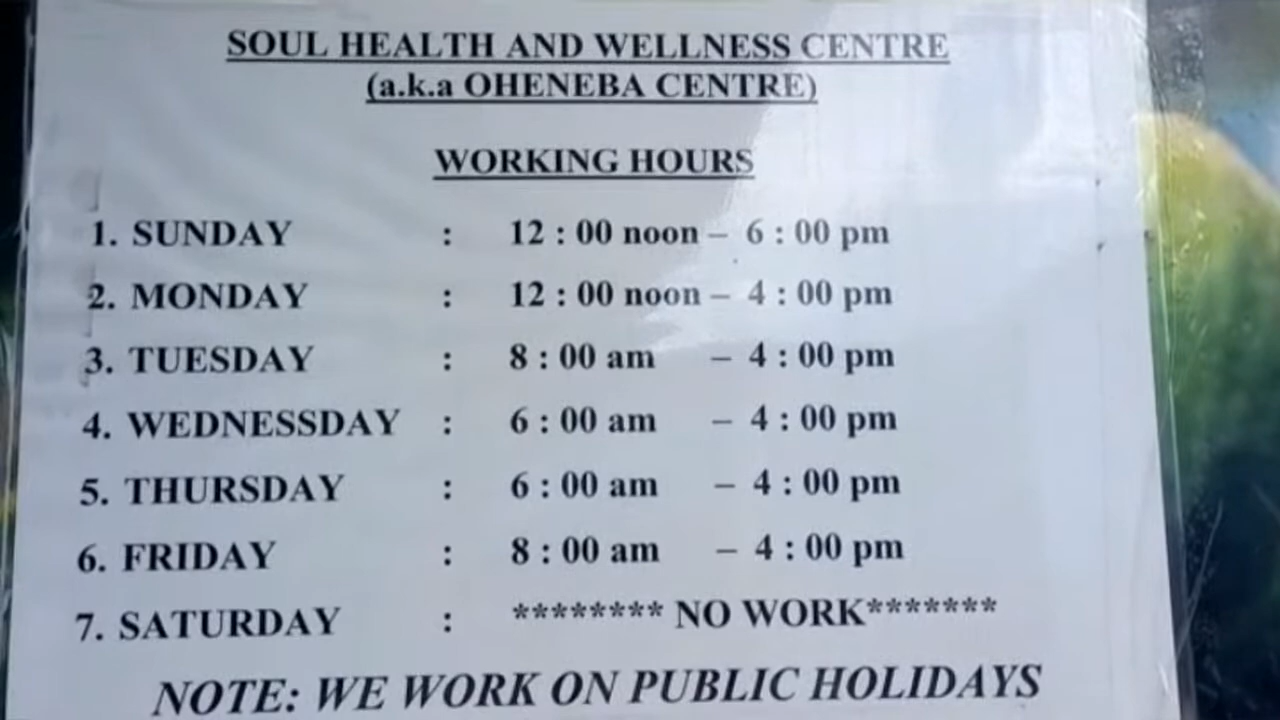 SOUL HEALTH AND WELLNESS CENTRE
(a.k.a OHENEBA CENTRE)
WORKING HOURS
1. SUNDAY : 12 : 00 noon – 6 : 00 pm
2. MONDAY : 12 : 00 noon – 4 : 00 pm
3. TUESDAY : 8 : 00 am – 4 : 00 pm
4. WEDNESSDAY : 6 : 00 am – 4 : 00 pm
5. THURSDAY : 6 : 00 am – 4 : 00 pm
6. FRIDAY : 8 : 00 am – 4 : 00 pm
7. SATURDAY : ******** NO WORK*******
NOTE: WE WORK ON PUBLIC HOLIDAYS